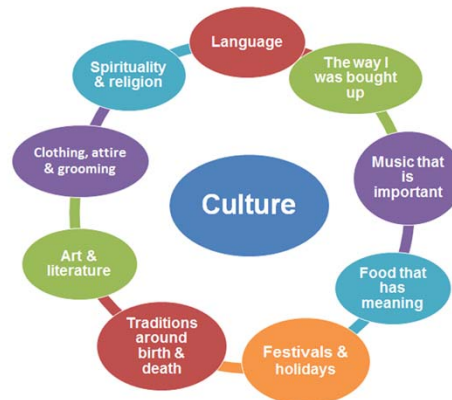 Language
The way I
was bought
up
Music that
is
important
Food that
has
meaning
Festivals &
holidays
Traditions
around
birth &
death
Art &
literature
Clothing, attire
& grooming
Spirituality
& religion
Culture